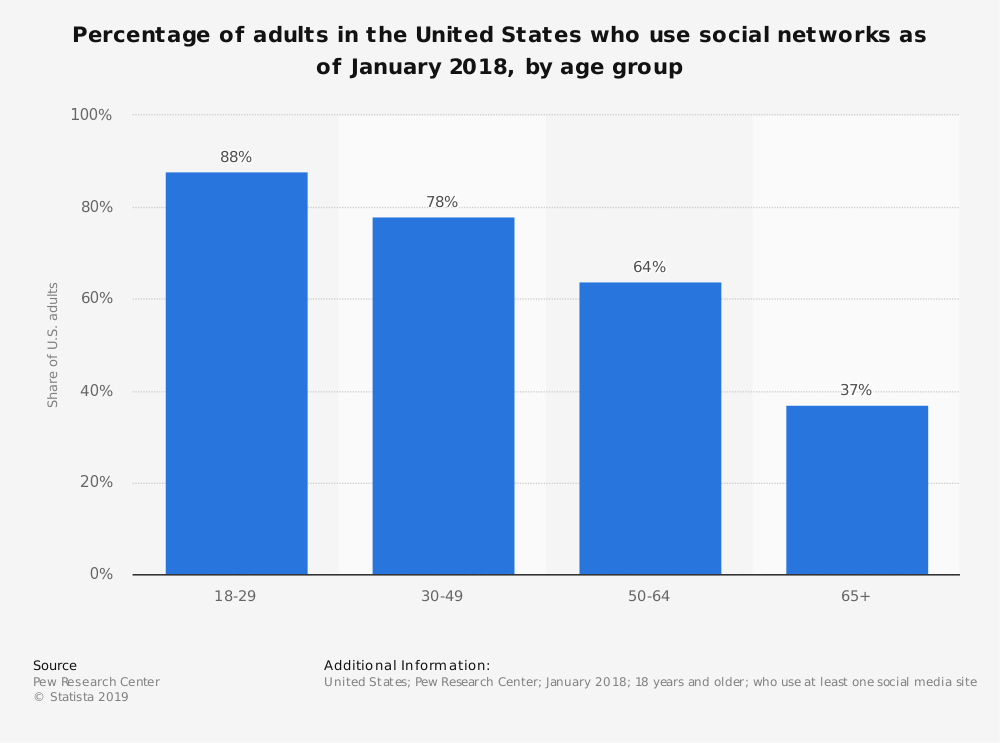 Percentage of adults in the United States who use social networks as
of January 2018, by age group
100%
80%
60%
40%
20%
0%
Share of U.S. adults
88%
78%
64%
37%
18-29
30-49
50-64
65+
Source
Pew Research Center
© Statista 2019
Additional Information:
United States; Pew Research Center; January 2018; 18 years and older; who use at least one social media site